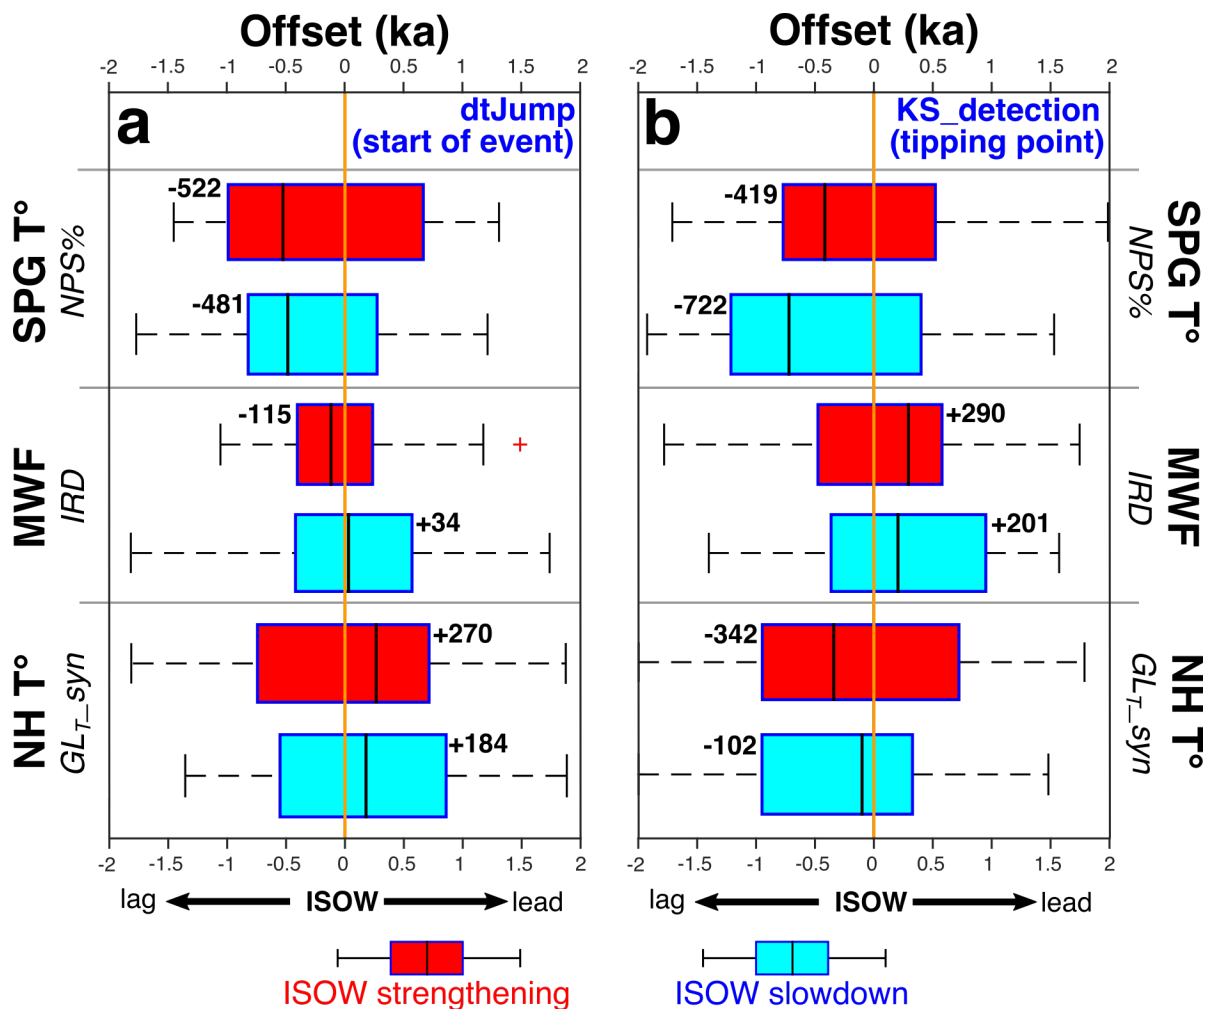 Offset (ka)
-2 -1.5 -1 -0.5 0 0.5 1 1.5 2
a
dtJump
(start of event)
SPG T°
NPS%
-522
-481
MWF
IRD
-115
+34
NH T°
GLT_syn
+270
+184
-2 -1.5 -1 -0.5 0 0.5 1 1.5 2
lag ISOW lead
Offset (ka)
-2 -1.5 -1 -0.5 0 0.5 1 1.5 2
b
KS_detection
(tipping point)
-419
-722
SPG T°
NPS%
+290
+201
MWF
IRD
-342
-102
NH T°
GLT_syn
-2 -1.5 -1 -0.5 0 0.5 1 1.5 2
lag ISOW lead
ISOW strengthening
ISOW slowdown